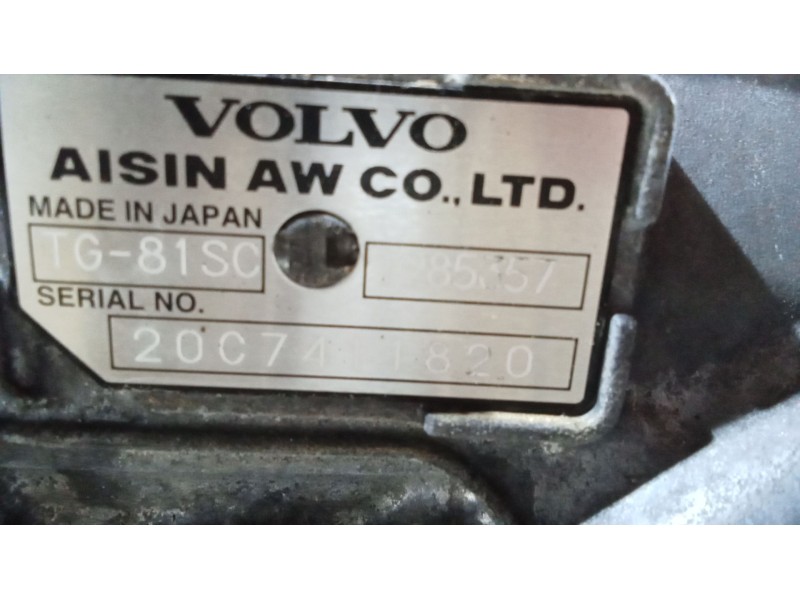 VOLVO
AISIN AW CO., LTD.
MADE IN JAPAN
TG-81SC
SERIAL NO.